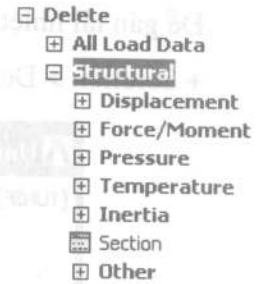 Delete
All Load Data
Structural
Displacement
Force/Moment
Pressure
Temperature
Inertia
Section
Other